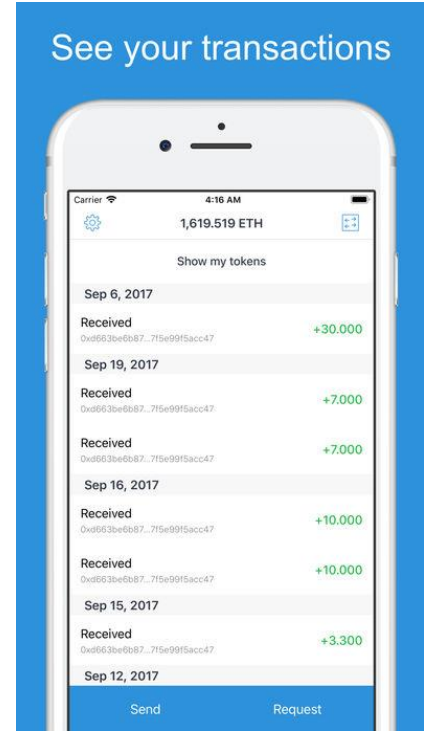 See your transactions
Carrier 4:16 AM
1,619.519 ETH
Show my tokens
Sep 6, 2017
Received +30.000
0xd663be6b87...7f5e99f5acc47
Sep 19, 2017
Received +7.000
0xd663be6b87...7f5e99f5acc47
Received +7.000
0xd663be6b87...7f5e99f5acc47
Sep 16, 2017
Received +10.000
0xd663be6b87...7f5e99f5acc47
Received +10.000
0xd663be6b87...7f5e99f5acc47
Sep 15, 2017
Received +3.300
0xd663be6b87...7f5e99f5acc47
Sep 12, 2017
Send Request